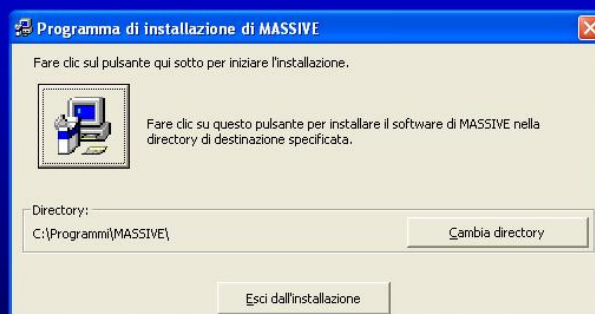 Programma di installazione di MASSIVE
Fare clic sul pulsante qui sotto per iniziare l'installazione.
Fare clic su questo pulsante per installare il software di MASSIVE nella
directory di destinazione specificata.
Directory:
C:\Programmi\MASSIVE\
Cambia directory
Esci dall'installazione